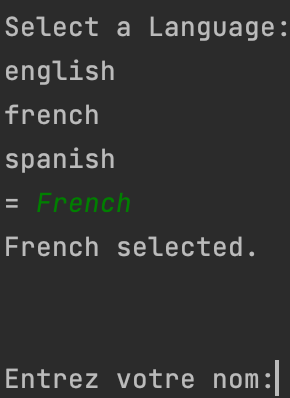 Select a Language:
english
french
spanish
= French
French selected.
Entrez votre nom: